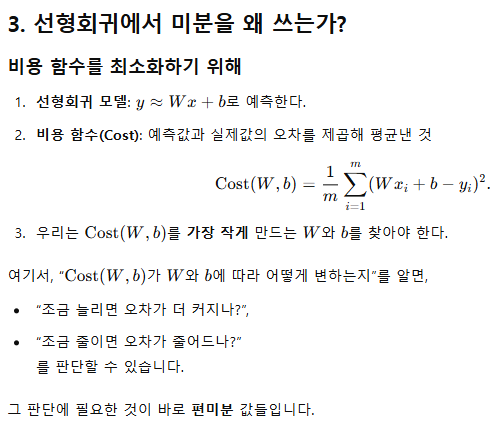 3. 선형회귀에서 미분을 왜 쓰는가?
비용 함수를 최소화하기 위해
1. 선형회귀 모델: y ≈ Wx + b로 예측한다.
2. 비용 함수(Cost): 예측값과 실제값의 오차를 제곱해 평균낸 것
Cost(W, b) = \frac{1}{m} \sum_{i=1}^{m} (Wx_i + b − y_i)^2.
3. 우리는 Cost(W, b)를 가장 작게 만드는 W와 b를 찾아야 한다.
여기서, “Cost(W, b)가 W와 b에 따라 어떻게 변하는지”를 알면,
• “조금 늘리면 오차가 더 커지나?”,
• “조금 줄이면 오차가 줄어드나?”
를 판단할 수 있습니다.
그 판단에 필요한 것이 바로 편미분 값들입니다.